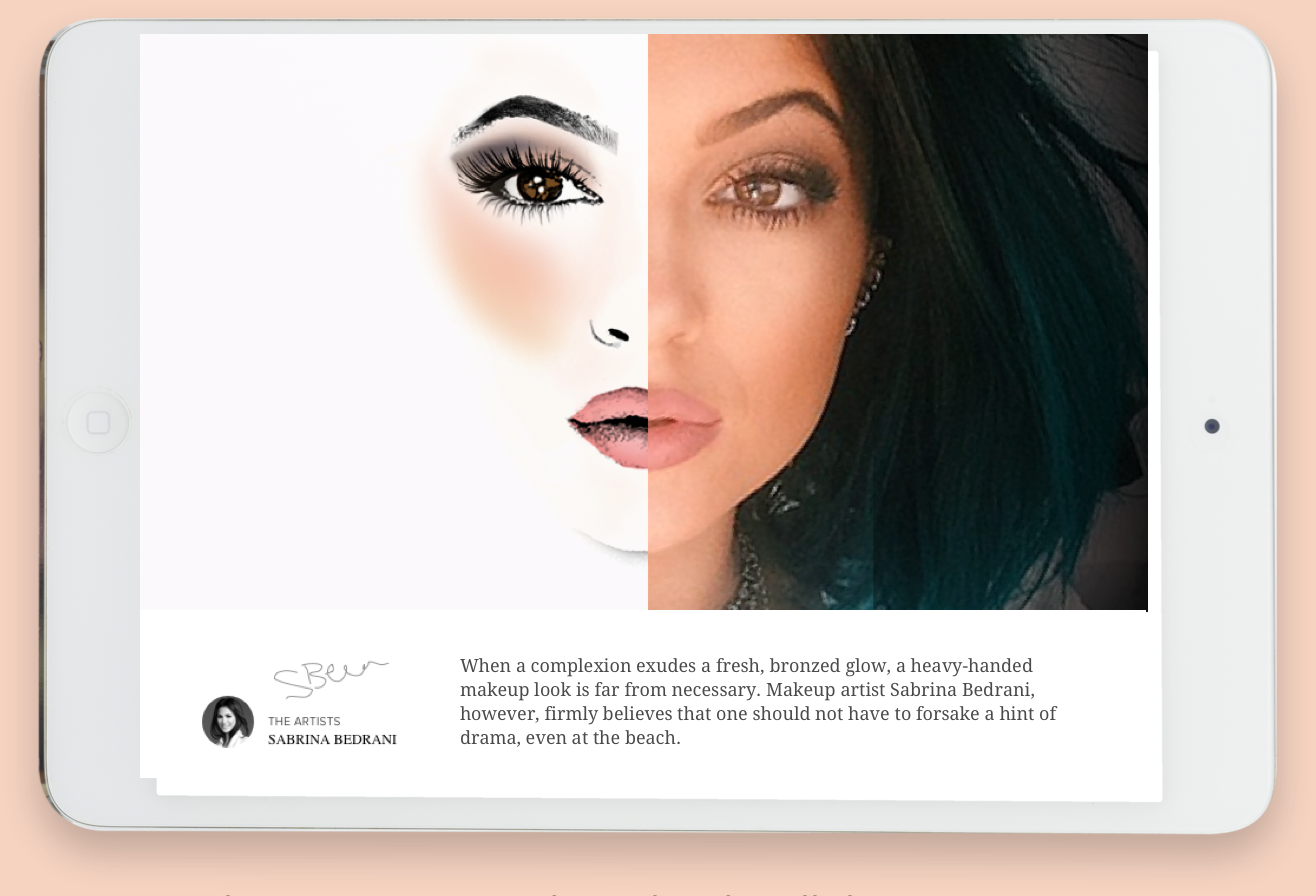 When a complexion exudes a fresh, bronzed glow, a heavy-handed
makeup look is far from necessary. Makeup artist Sabrina Bedrani,
however, firmly believes that one should not have to forsake a hint of
drama, even at the beach.
THE ARTISTS
SABRINA BEDRANI